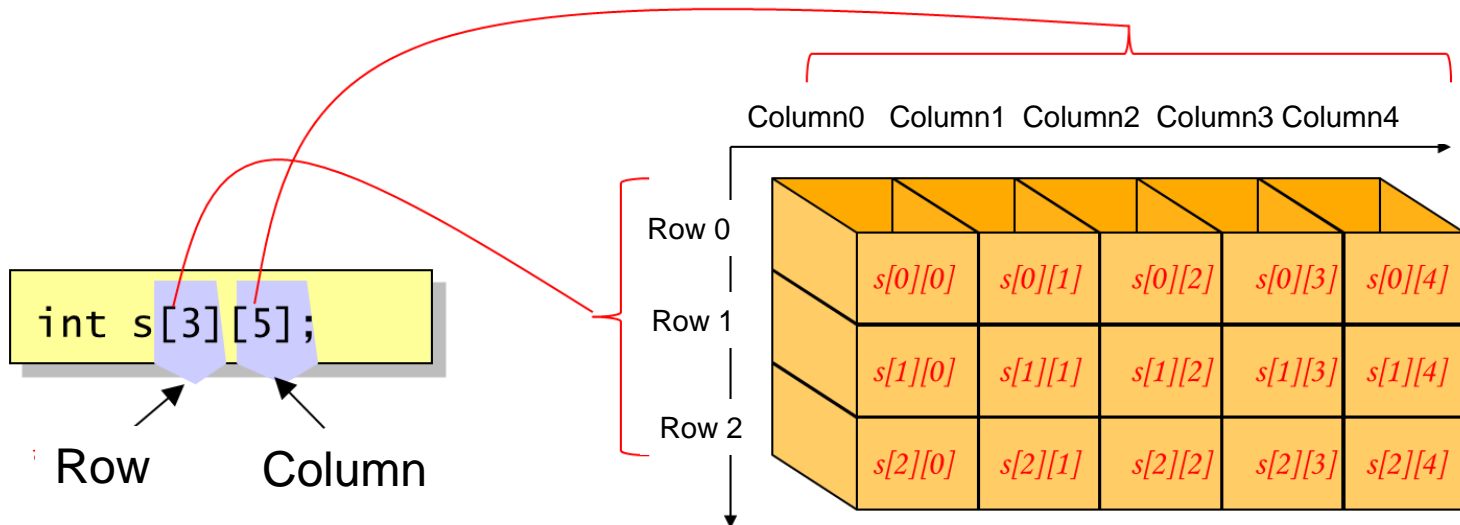 Column0 Column1 Column2 Column3 Column4
Row 0
s[0][0] s[0][1] s[0][2] s[0][3] s[0][4]
int s[3][5];
Row 1
s[1][0] s[1][1] s[1][2] s[1][3] s[1][4]
Row 2
s[2][0] s[2][1] s[2][2] s[2][3] s[2][4]
Row Column